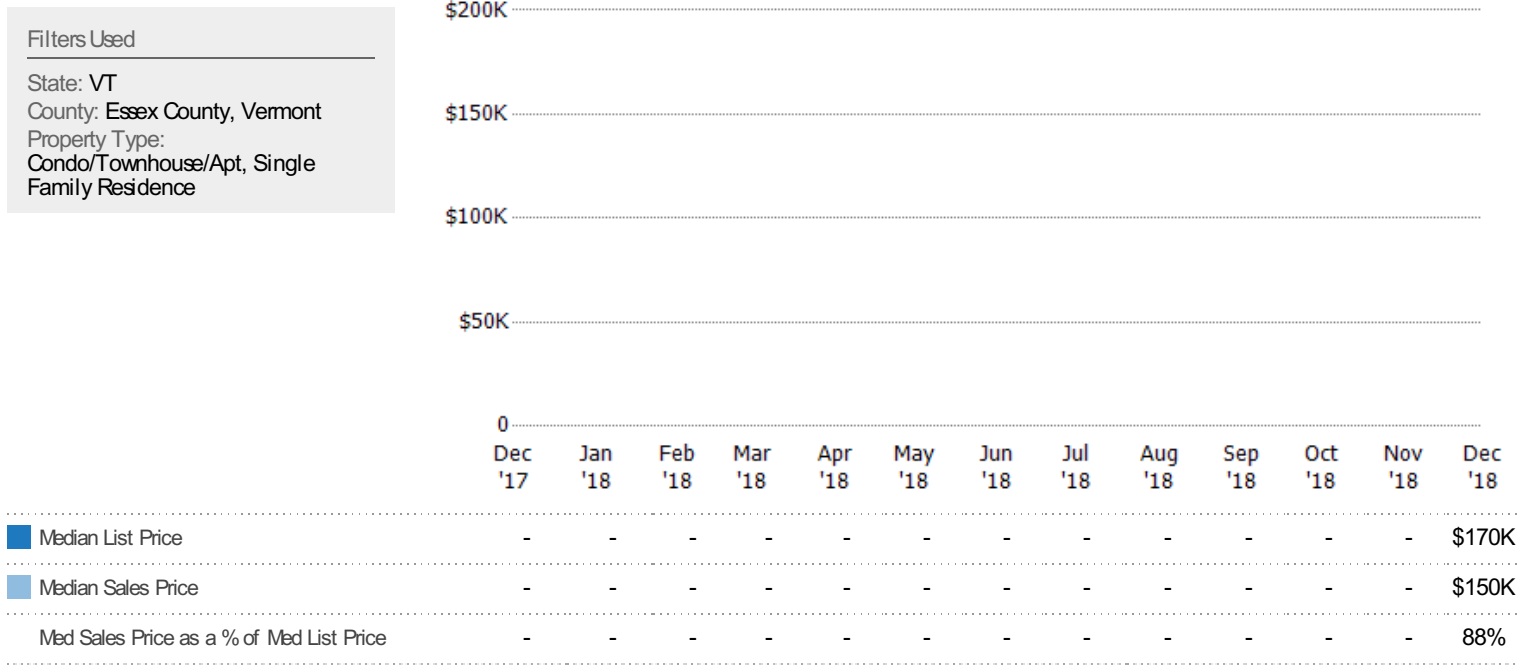 Filters Used
State: VT
County: Essex County, Vermont
Property Type:
Condo/Townhouse/Apt, Single
Family Residence
$200K
$150K
$100K
$50K
0
Dec Jan Feb Mar Apr May Jun Jul Aug Sep Oct Nov Dec
'17 '18 '18 '18 '18 '18 '18 '18 '18 '18 '18 '18 '18
Median List Price - - - - - - - - - - - - $170K
Median Sales Price - - - - - - - - - - - - $150K
Med Sales Price as a % of Med List Price - - - - - - - - - - - - 88%